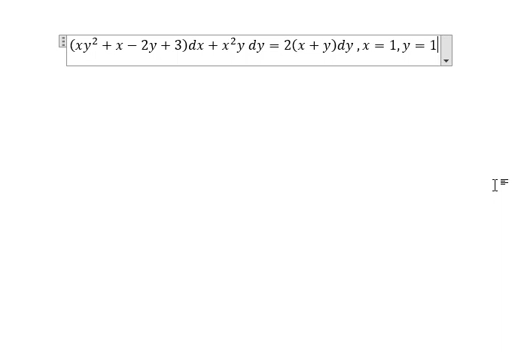 (xy² + x − 2y + 3)dx + x²y dy = 2(x + y)dy , x = 1, y = 1